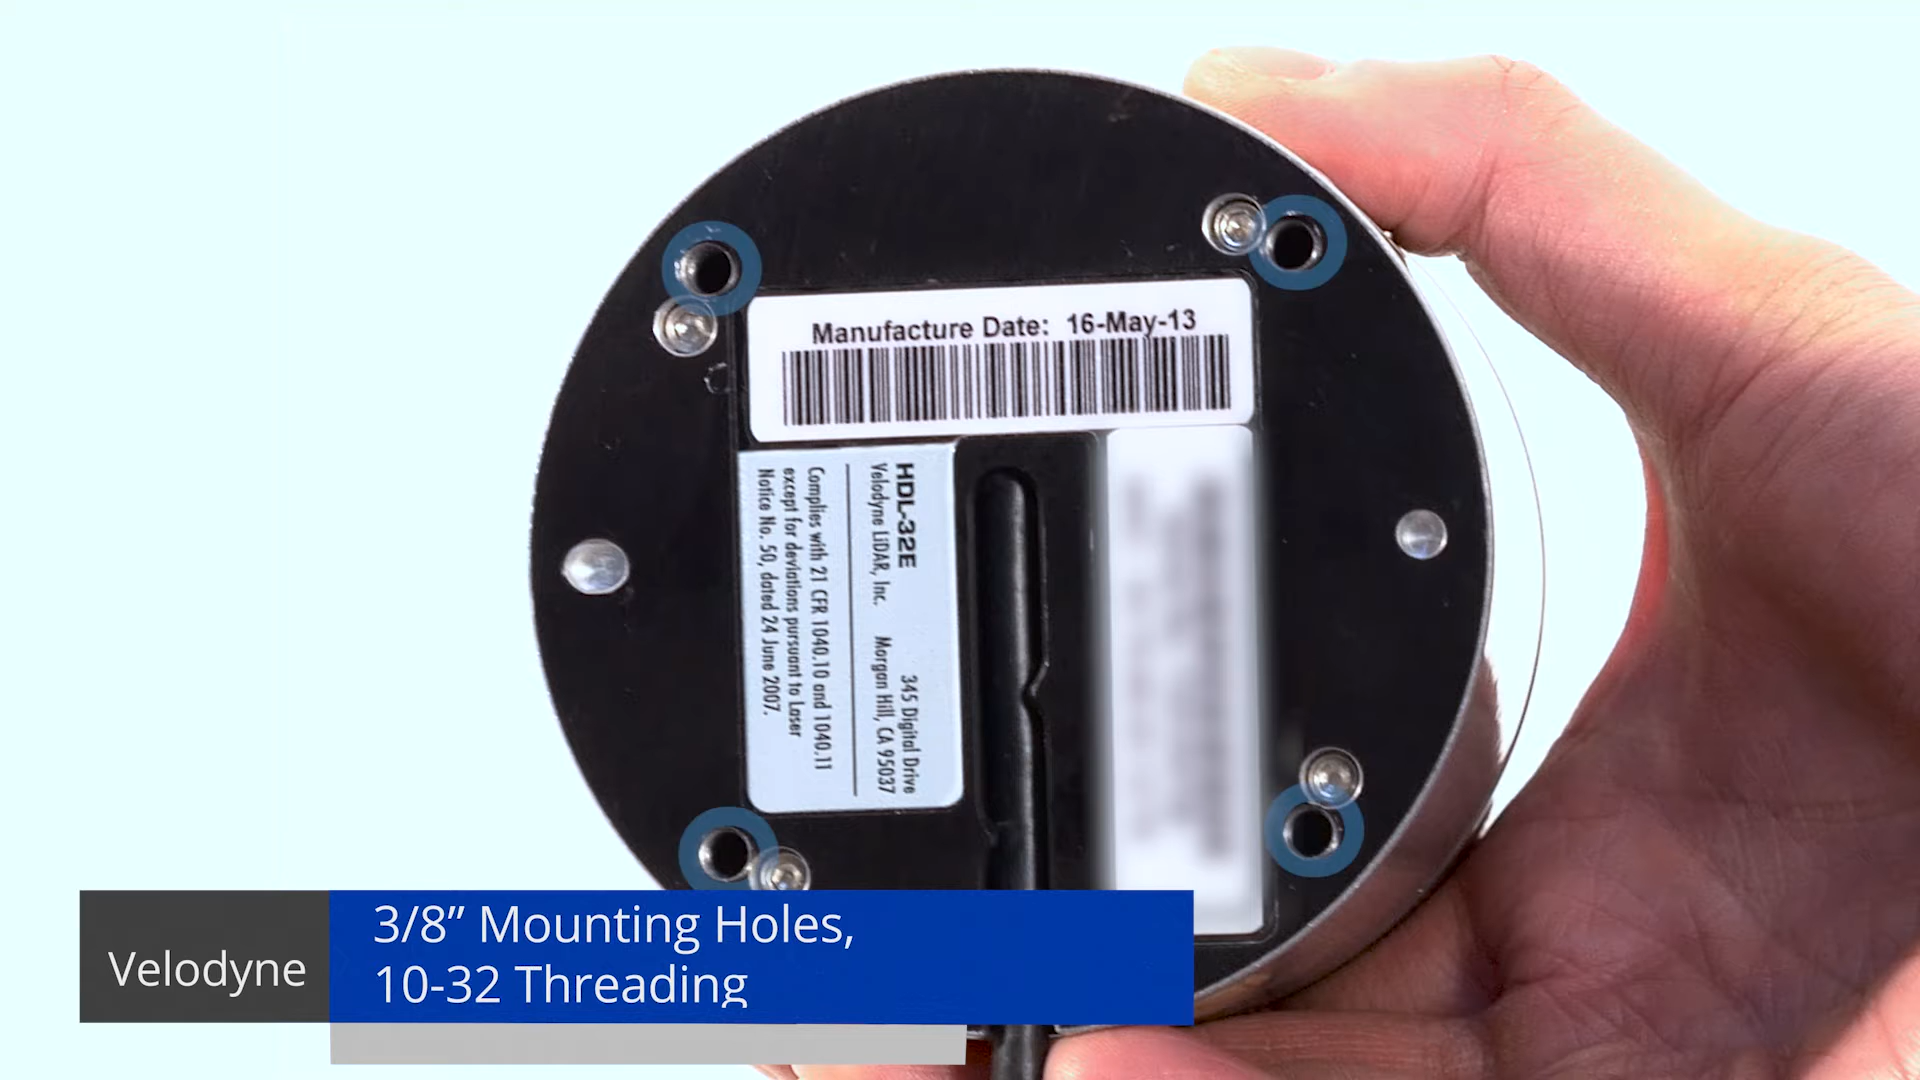 Manufacture Date: 16-May-13
HDL-32E
Velodyne LiDAR, Inc.
345 Digital Drive
Morgan Hill, CA 95037
Complies with 21 CFR 1040.10 and 1040.11
except for deviations pursuant to Laser
Notice No. 50, dated 24 June 2007.
Velodyne
3/8” Mounting Holes,
10-32 Threading